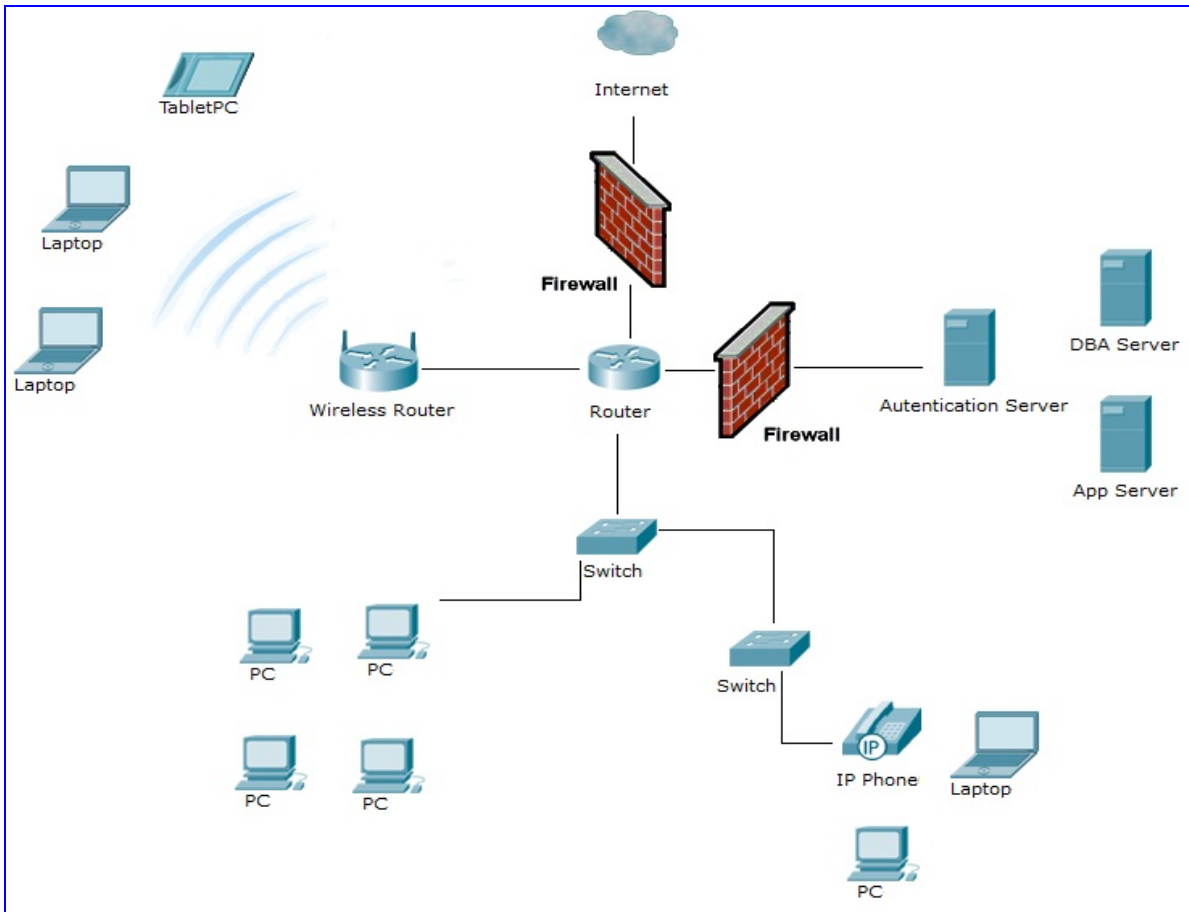 Internet
TabletPC
Laptop
Firewall
DBA Server
Laptop
Wireless Router
Router
Autentication Server
Firewall
App Server
Switch
PC
PC
Switch
PC
PC
IP
IP Phone
Laptop
PC